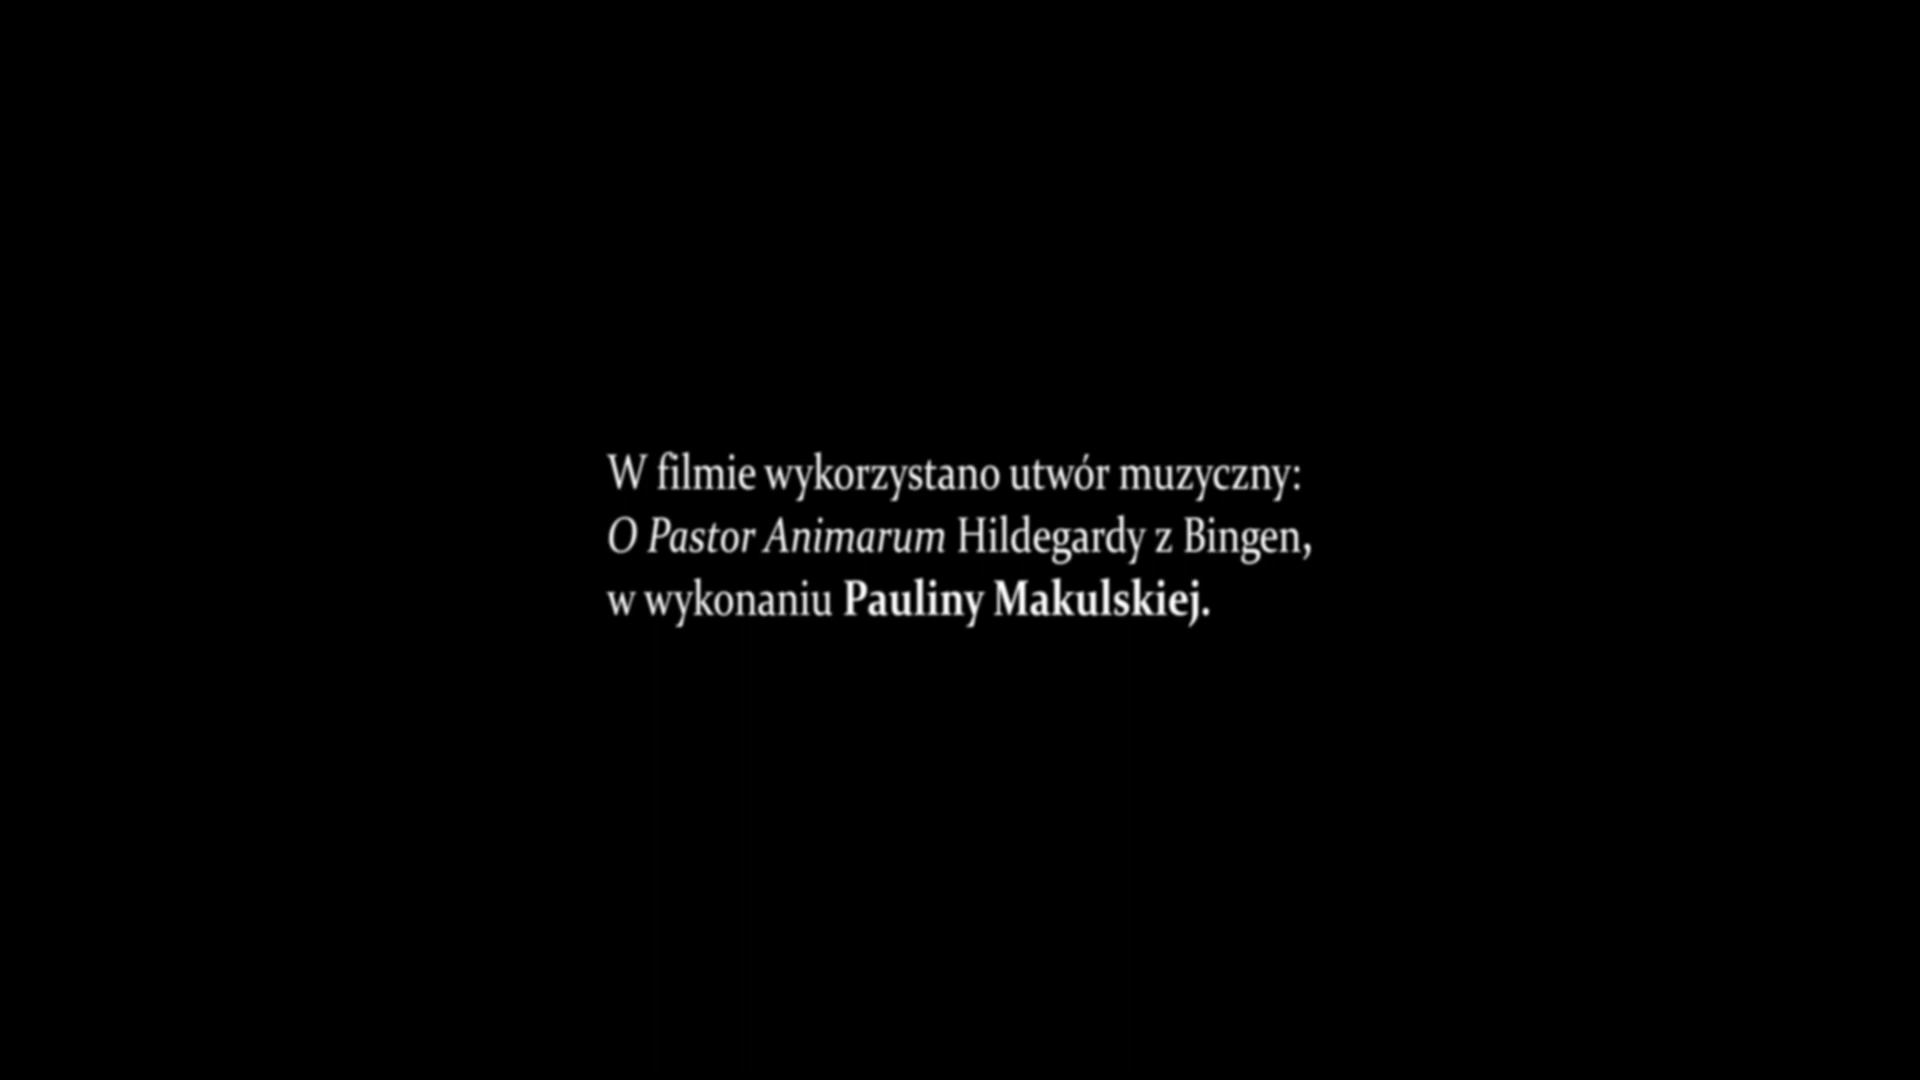 W filmie wykorzystano utwór muzyczny:
O Pastor Animarum Hildegardy z Bingen,
w wykonaniu Pauliny Makulskiej.